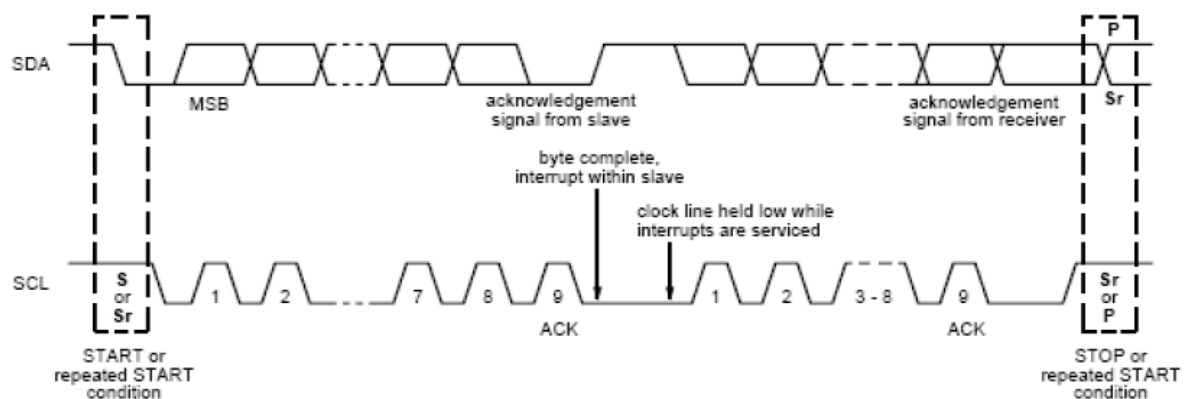 P
SDA
MSB
acknowledgement
signal from slave
acknowledgement
signal from receiver
Sr
byte complete,
interrupt within slave
clock line held low while
interrupts are serviced
SCL
S
or
Sr
1
2
7
8
9
1
2
3 - 8
9
Sr
or
P
ACK
ACK
START or
repeated START
condition
STOP or
repeated START
condition